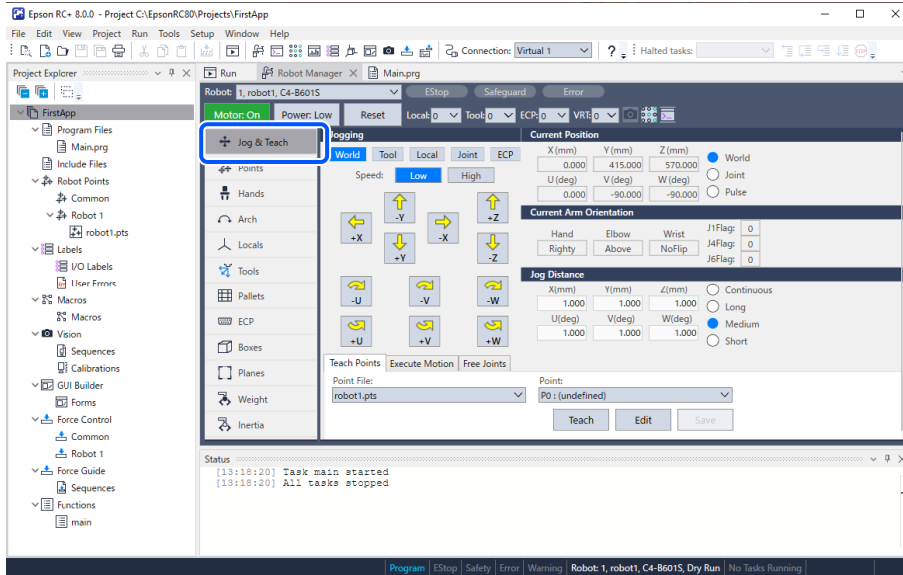 Epson RC+ 8.0.0 - Project C:\EpsonRC80\Projects\FirstApp
File Edit View Project Run Tools Setup Window Help
Connection: Virtual 1 ? Halted tasks:
Project Explorer
Run Robot Manager Main.prg
FirstApp
Program Files
Main.prg
Include Files
Robot Points
Common
Robot 1
robot1.pts
Labels
I/O Labels
User Errors
Macros
Macros
Vision
Sequences
Calibrations
GUI Builder
Forms
Force Control
Common
Robot 1
Force Guide
Sequences
Functions
main
Robot: 1, robot1, C4-B601S EStop Safeguard Error
Motor: On Power: Low Reset Local: 0 Tool: 0 ECP: 0 VRT: 0
Jog & Teach
Points
Hands
Arch
Locals
Tools
Pallets
ECP
Boxes
Planes
Weight
Inertia
Jogging
World Tool Local Joint ECP
Speed: Low High
-Y +Z
+X -X
+Y -Z
-U -V -W
+U +V +W
Current Position
X (mm) Y (mm) Z (mm)
0.000 415.000 570.000
U (deg) V (deg) W (deg)
0.000 -90.000 -90.000
World
Joint
Pulse
Current Arm Orientation
Hand Elbow Wrist
Righty Above NoFlip
J1Flag: 0
J4Flag: 0
J6Flag: 0
Jog Distance
X(mm) Y(mm) Z(mm)
1.000 1.000 1.000
U(deg) V(deg) W(deg)
1.000 1.000 1.000
Continuous
Long
Medium
Short
Teach Points Execute Motion Free Joints
Point File: Point:
robot1.pts P0 : (undefined)
Teach Edit Save
Status
[13:18:20] Task main started
[13:18:20] All tasks stopped
Program EStop Safety Error Warning Robot: 1, robot1, C4-B601S, Dry Run No Tasks Running